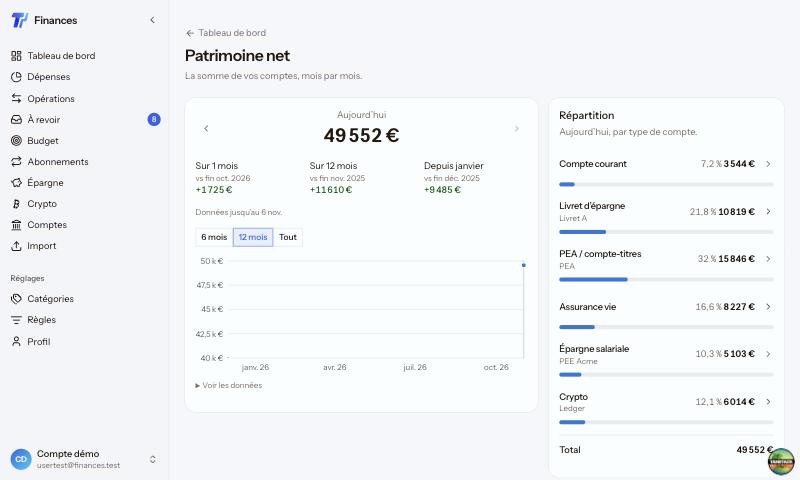 Finances
Tableau de bord
Dépenses
Opérations
À revoir 8
Budget
Abonnements
Épargne
Crypto
Comptes
Import
Réglages
Catégories
Règles
Profil
CD
Compte démo
usertest@finances.test
← Tableau de bord
Patrimoine net
La somme de vos comptes, mois par mois.
Aujourd'hui
49 552 €
Sur 1 mois
vs fin oct. 2026
+1 725 €
Sur 12 mois
vs fin nov. 2025
+11 610 €
Depuis janvier
vs fin déc. 2025
+9 485 €
Données jusqu'au 6 nov.
6 mois 12 mois Tout
50 k €
47,5 k €
45 k €
42,5 k €
40 k €
janv. 26 avr. 26 juil. 26 oct. 26
▸ Voir les données
Répartition
Aujourd'hui, par type de compte.
Compte courant 7,2 % 3 544 €
Livret d'épargne
Livret A
21,8 % 10 819 €
PEA / compte-titres
PEA
32 % 15 846 €
Assurance vie 16,6 % 8 227 €
Épargne salariale
PEE Acme
10,3 % 5 103 €
Crypto
Ledger
12,1 % 6 014 €
Total 49 552 €